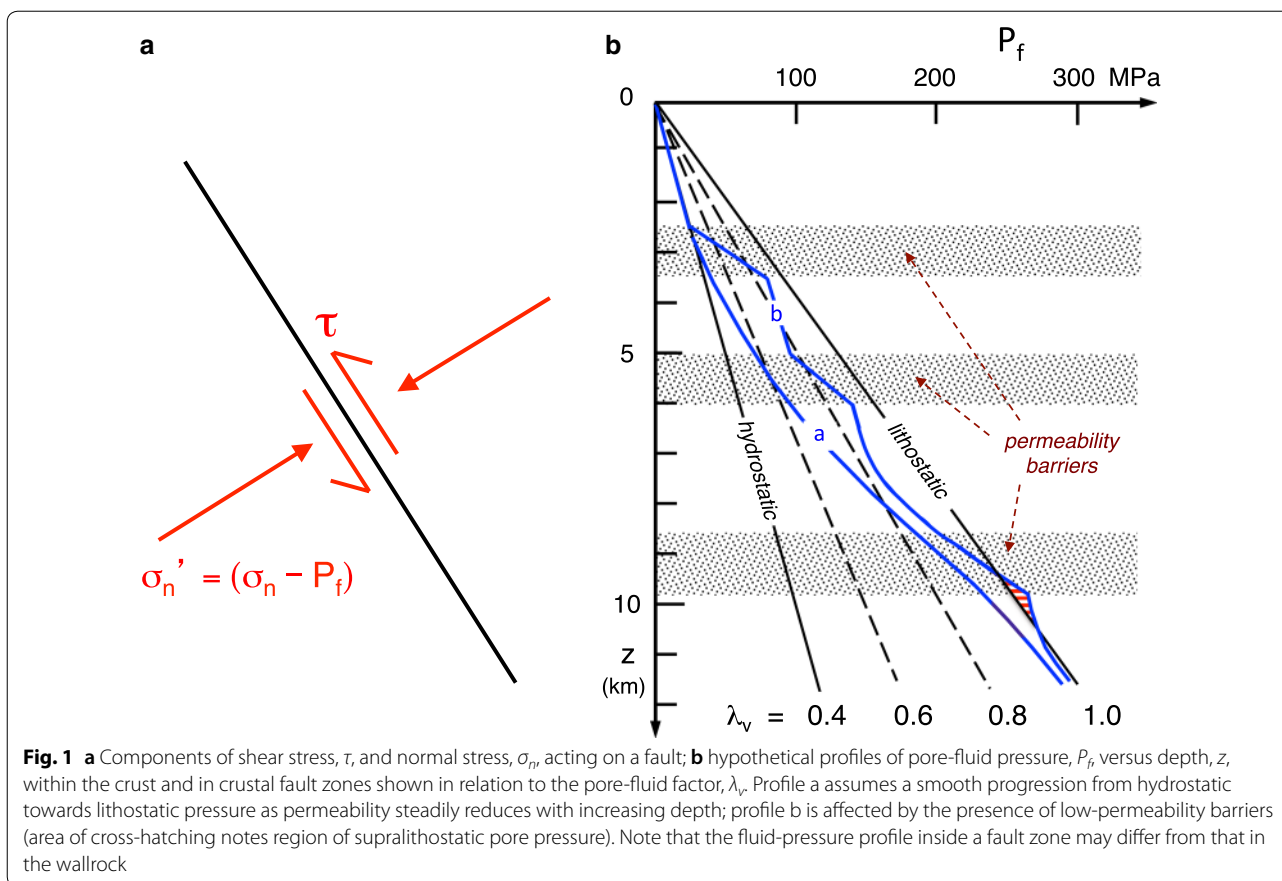 a
b
P_f
100 200 300 MPa
0
τ
b
5
a
hydrostatic
lithostatic
permeability
barriers
σ_n' = (σ_n − P_f)
10
z
(km)
λ_v = 0.4 0.6 0.8 1.0
Fig. 1 a Components of shear stress, τ, and normal stress, σ_n, acting on a fault; b hypothetical profiles of pore-fluid pressure, P_f, versus depth, z,
within the crust and in crustal fault zones shown in relation to the pore-fluid factor, λ_v. Profile a assumes a smooth progression from hydrostatic
towards lithostatic pressure as permeability steadily reduces with increasing depth; profile b is affected by the presence of low-permeability barriers
(area of cross-hatching notes region of supralithostatic pore pressure). Note that the fluid-pressure profile inside a fault zone may differ from that in
the wallrock